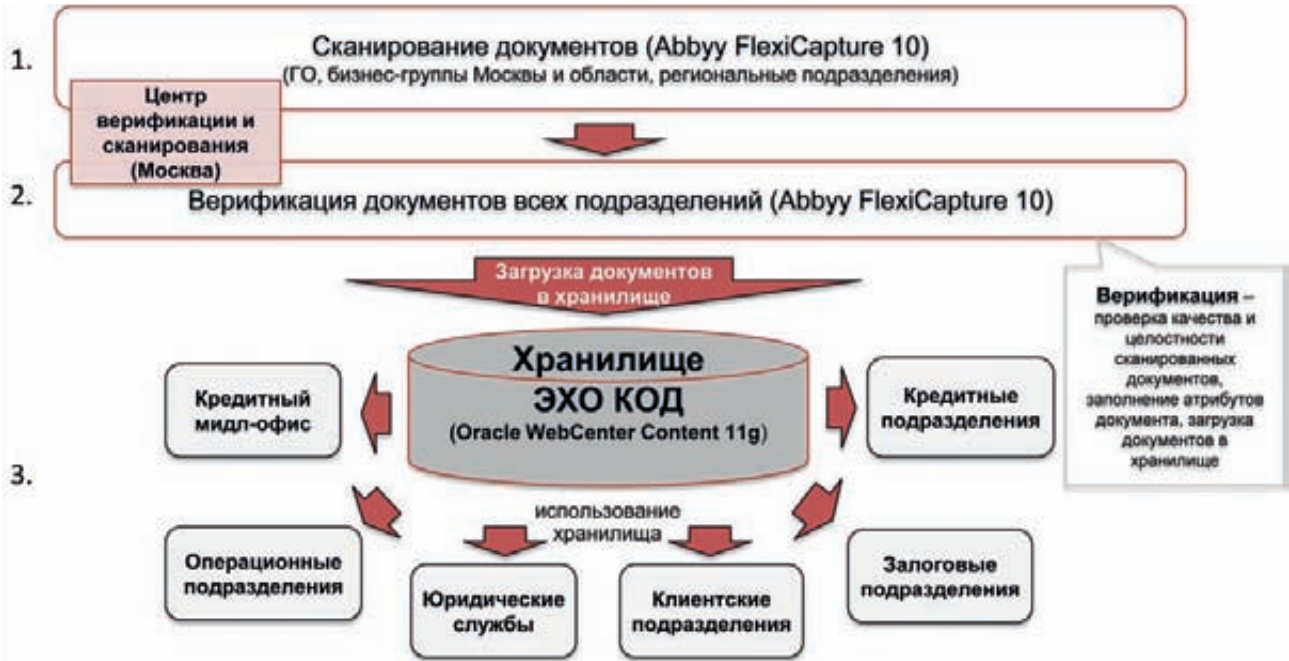 1.
Сканирование документов (Abbyy FlexiCapture 10)
(ГО, бизнес-группы Москвы и области, региональные подразделения)
Центр
верификации и
сканирования
(Москва)
2.
Верификация документов всех подразделений (Abbyy FlexiCapture 10)
Загрузка документов
в хранилище
Верификация –
проверка качества и
целостности
сканированных
документов,
заполнение атрибутов
документа, загрузка
документов в
хранилище
3.
Хранилище
ЭХО КОД
(Oracle WebCenter Content 11g)
Кредитный
мидл-офис
Кредитные
подразделения
использование
хранилища
Операционные
подразделения
Юридические
службы
Клиентские
подразделения
Залоговые
подразделения